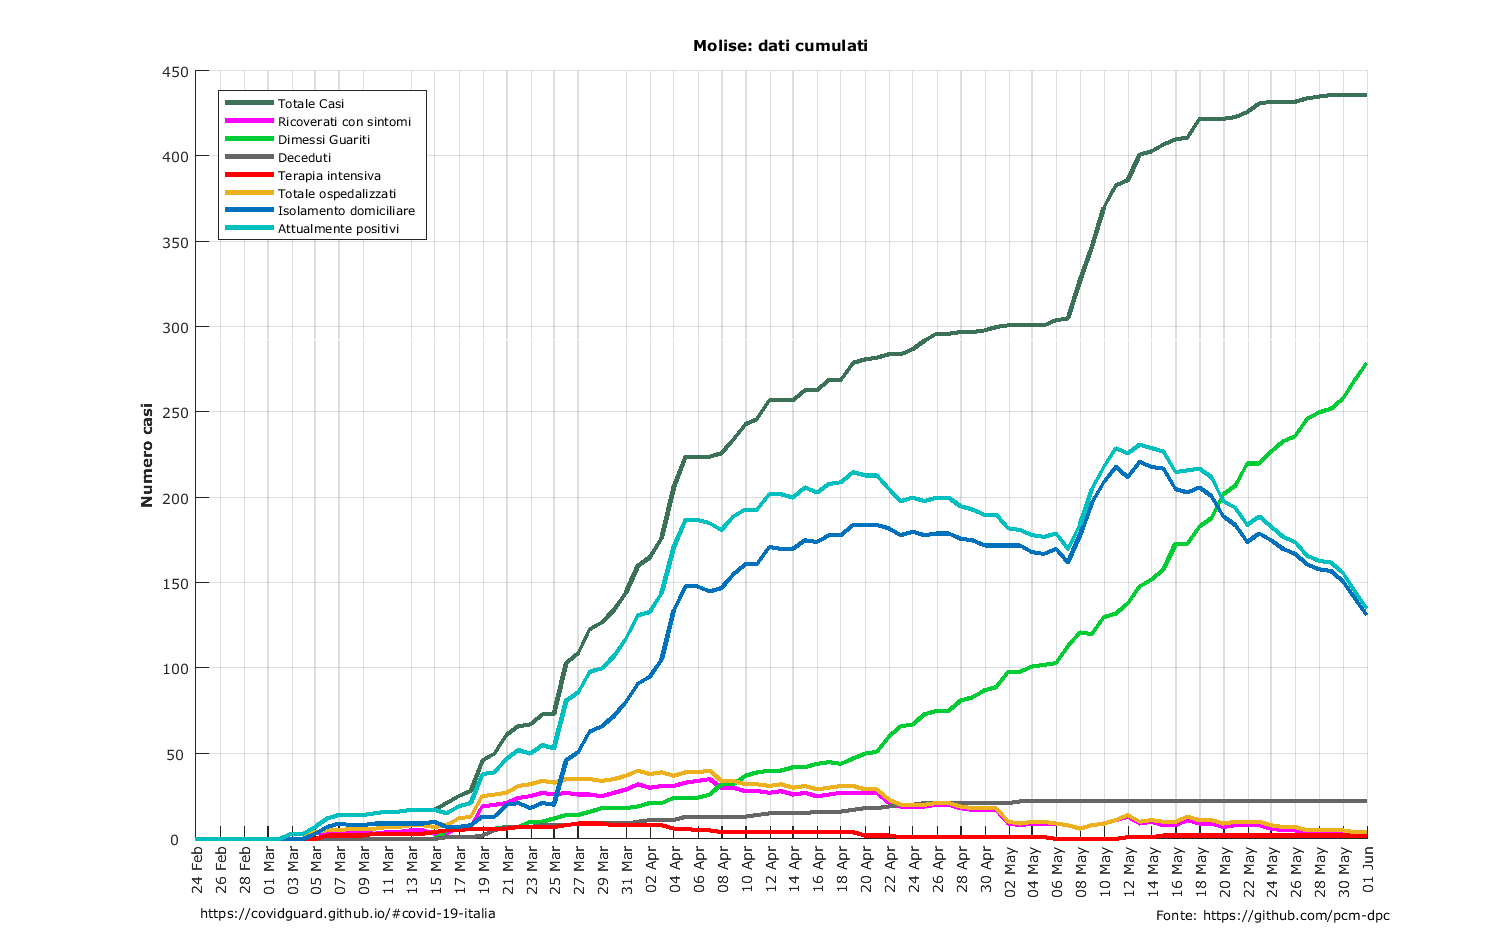 Molise: dati cumulati
Numero casi
450
400
350
300
250
200
150
100
50
0
Totale Casi
Ricoverati con sintomi
Dimessi Guariti
Deceduti
Terapia intensiva
Totale ospedalizzati
Isolamento domiciliare
Attualmente positivi
24 Feb
26 Feb
28 Feb
01 Mar
03 Mar
05 Mar
07 Mar
09 Mar
11 Mar
13 Mar
15 Mar
17 Mar
19 Mar
21 Mar
23 Mar
25 Mar
27 Mar
29 Mar
31 Mar
02 Apr
04 Apr
06 Apr
08 Apr
10 Apr
12 Apr
14 Apr
16 Apr
18 Apr
20 Apr
22 Apr
24 Apr
26 Apr
28 Apr
30 Apr
02 May
04 May
06 May
08 May
10 May
12 May
14 May
16 May
18 May
20 May
22 May
24 May
26 May
28 May
30 May
01 Jun
https://covidguard.github.io/#covid-19-italia
Fonte: https://github.com/pcm-dpc